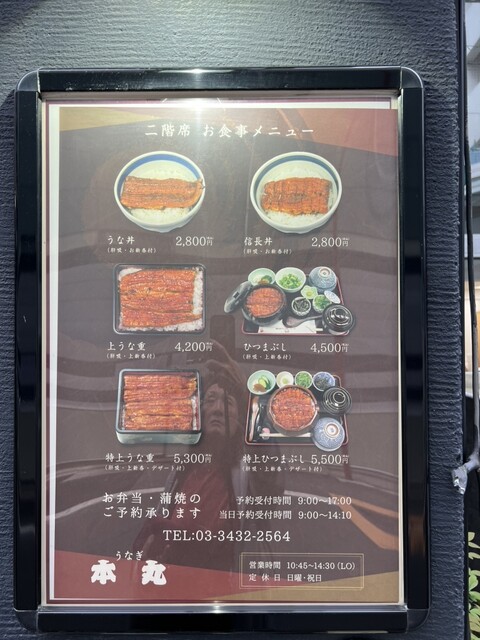 二階席 お食事メニュー
うな丼 2,800円
(肝吸・お新香付)
信長丼 2,800円
(肝吸・お新香付)
上うな重 4,200円
(肝吸・上新香付)
ひつまぶし 4,500円
(肝吸・上新香付)
特上うな重 5,300円
(肝吸・上新香・デザート付)
特上ひつまぶし 5,500円
(肝吸・上新香・デザート付)
お弁当・蒲焼の
ご予約承ります
予約受付時間 9:00~17:00
当日予約受付時間 9:00~14:10
TEL:03-3432-2564
うなぎ
本丸
営業時間 10:45~14:30(LO)
定休日 日曜・祝日